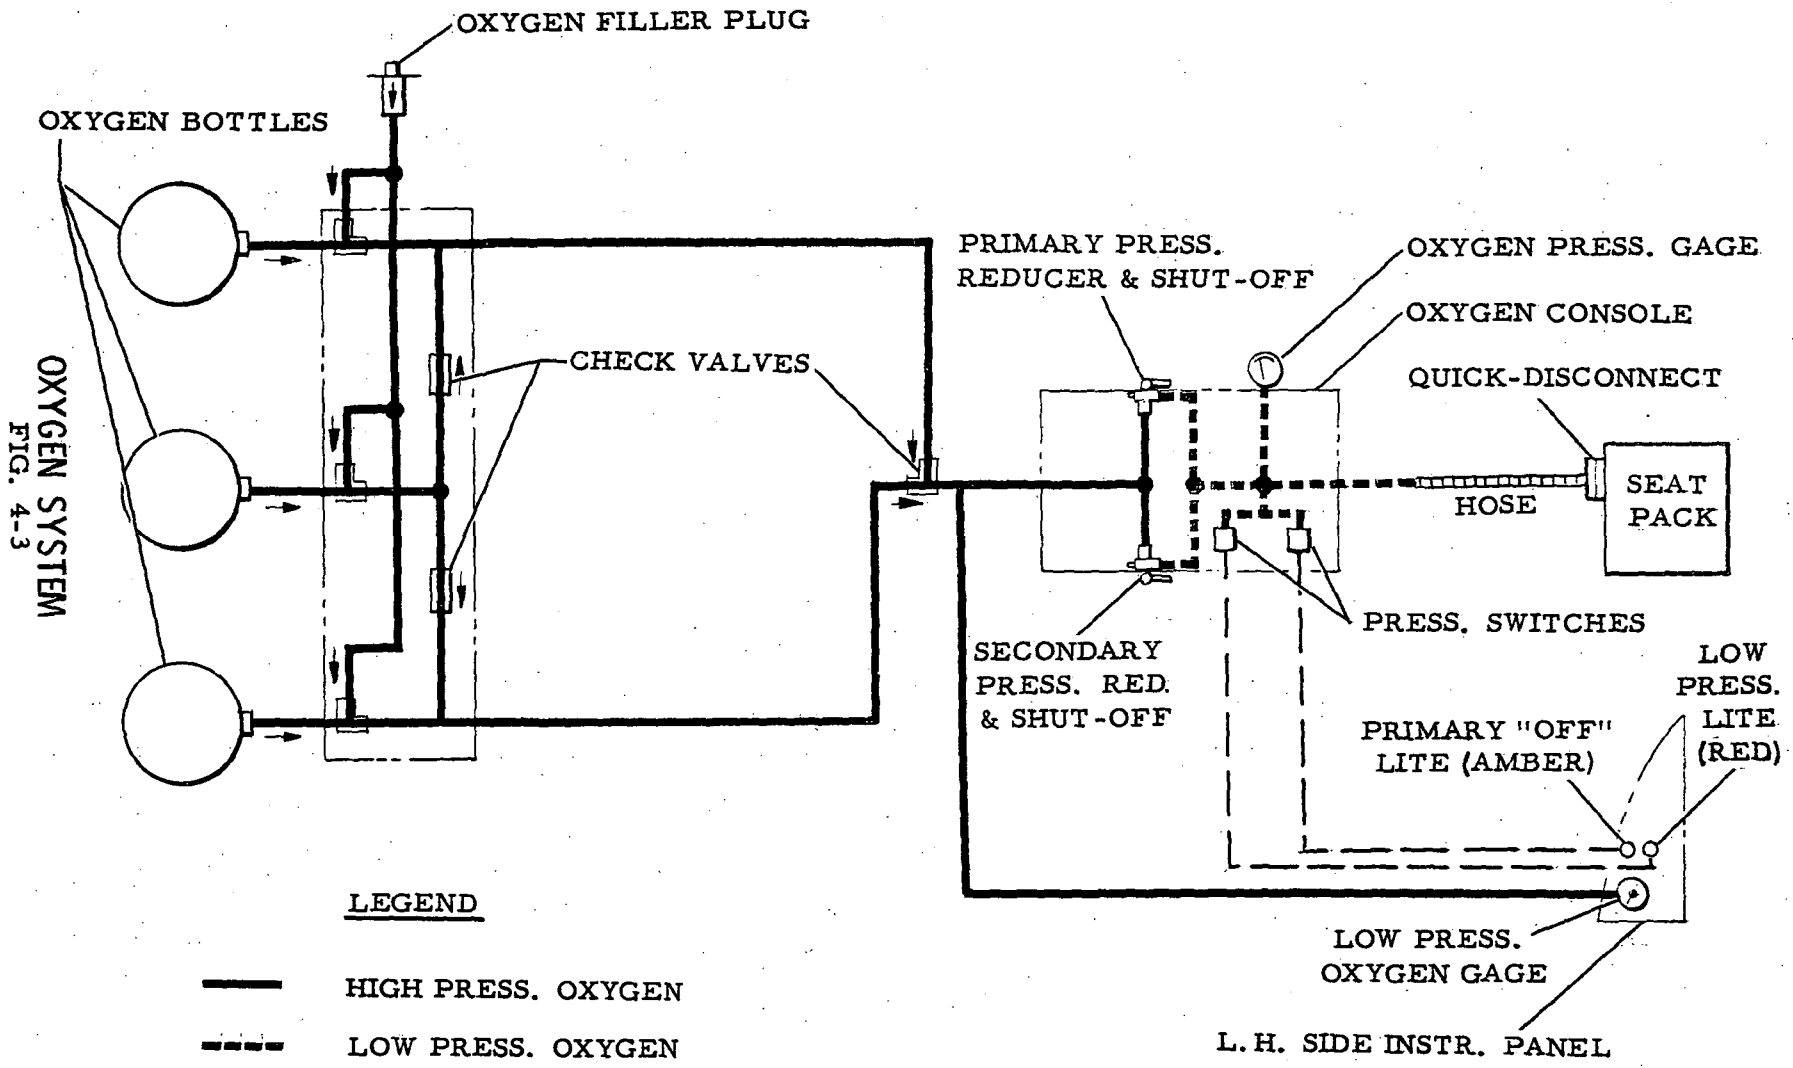 OXYGEN FILLER PLUG
OXYGEN BOTTLES
PRIMARY PRESS.
REDUCER & SHUT-OFF
OXYGEN PRESS. GAGE
OXYGEN CONSOLE
CHECK VALVES
QUICK-DISCONNECT
SEAT
PACK
HOSE
PRESS. SWITCHES
SECONDARY
PRESS. RED.
& SHUT-OFF
LOW
PRESS.
LITE
(RED)
PRIMARY "OFF"
LITE (AMBER)
LOW PRESS.
OXYGEN GAGE
L. H. SIDE INSTR. PANEL
LEGEND
HIGH PRESS. OXYGEN
LOW PRESS. OXYGEN
OXYGEN SYSTEM
FIG. 4-3